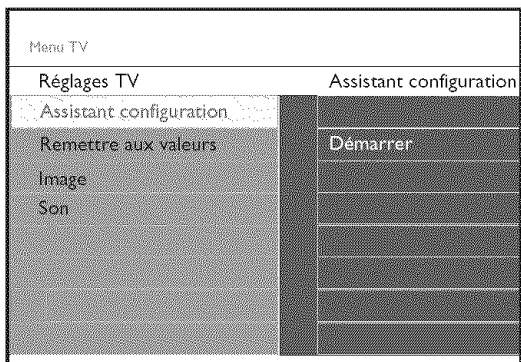 Menu TV
Réglages TV Assistant configuration
Assistant configuration
Remettre aux valeurs Démarrer
Image
Son